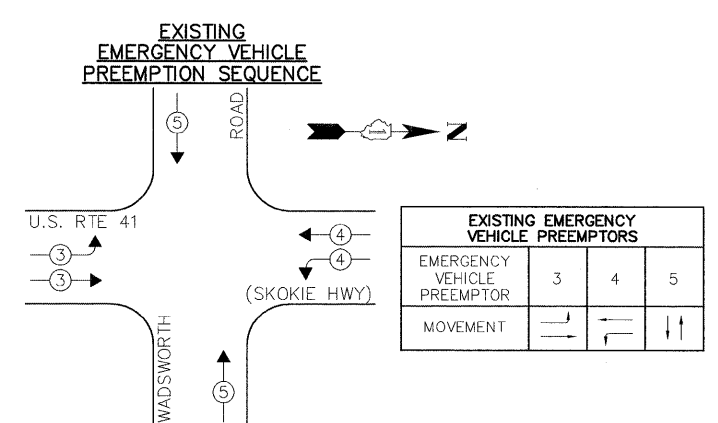 EXISTING
EMERGENCY VEHICLE
PREEMPTION SEQUENCE
5
ROAD
N
U.S. RTE 41
3
3
4
4
(SKOKIE HWY)
WADSWORTH
5
EXISTING EMERGENCY
VEHICLE PREEMPTORS
EMERGENCY
VEHICLE
PREEMPTOR
3
4
5
MOVEMENT